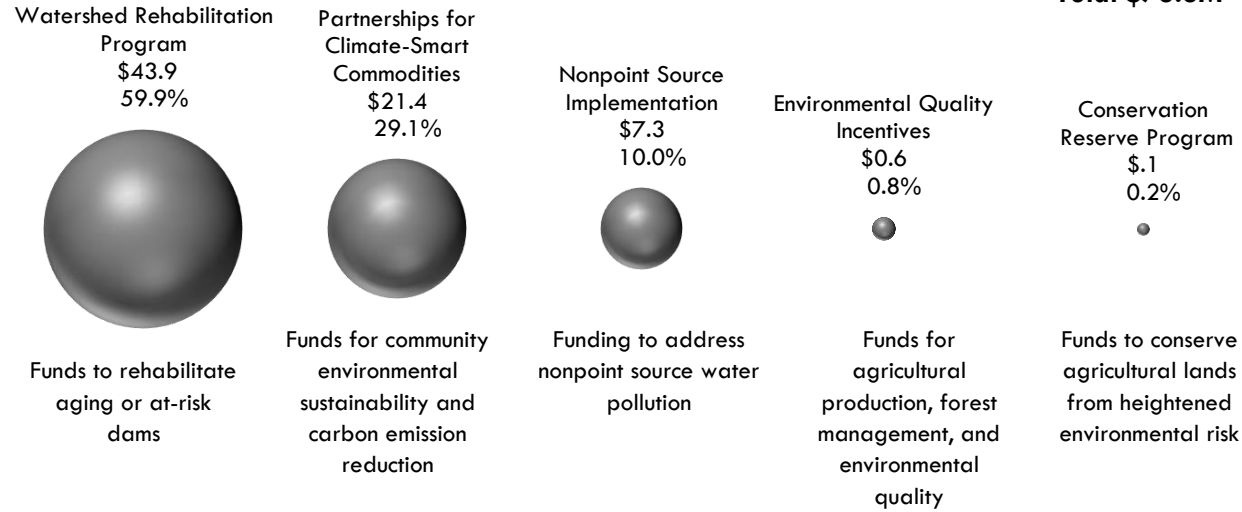 Watershed Rehabilitation
Program
$43.9
59.9%
Partnerships for
Climate-Smart
Commodities
$21.4
29.1%
Nonpoint Source
Implementation
$7.3
10.0%
Environmental Quality
Incentives
$0.6
0.8%
Conservation
Reserve Program
$.1
0.2%
Funds to rehabilitate
aging or at-risk
dams
Funds for community
environmental
sustainability and
carbon emission
reduction
Funding to address
nonpoint source water
pollution
Funds for
agricultural
production, forest
management, and
environmental
quality
Funds to conserve
agricultural lands
from heightened
environmental risk